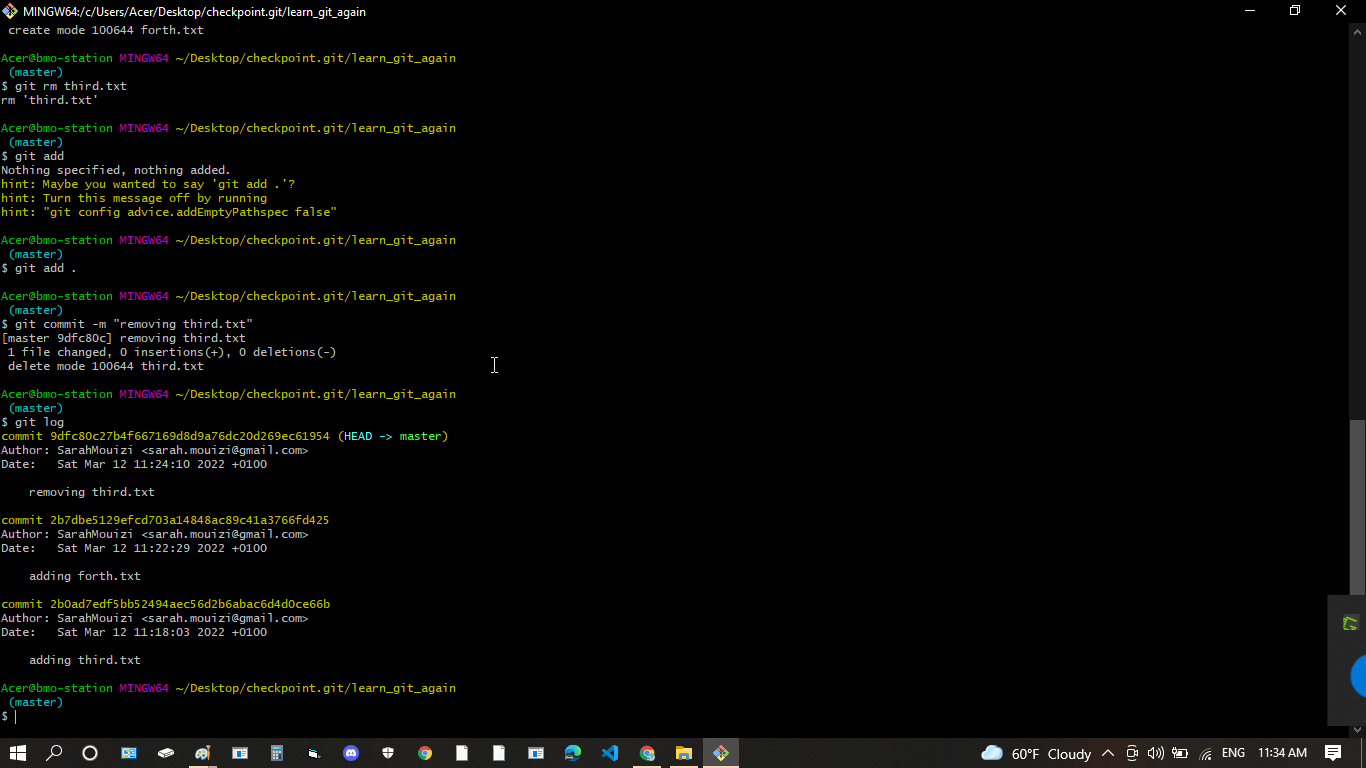 MINGW64:/c/Users/Acer/Desktop/checkpoint.git/learn_git_again
create mode 100644 forth.txt
Acer@bmo-station MINGW64 ~/Desktop/checkpoint.git/learn_git_again
(master)
$ git rm third.txt
rm 'third.txt'
Acer@bmo-station MINGW64 ~/Desktop/checkpoint.git/learn_git_again
(master)
$ git add
Nothing specified, nothing added.
hint: Maybe you wanted to say 'git add .'?
hint: Turn this message off by running
hint: "git config advice.addEmptyPathspec false"
Acer@bmo-station MINGW64 ~/Desktop/checkpoint.git/learn_git_again
(master)
$ git add .
Acer@bmo-station MINGW64 ~/Desktop/checkpoint.git/learn_git_again
(master)
$ git commit -m "removing third.txt"
[master 9dfc80c] removing third.txt
1 file changed, 0 insertions(+), 0 deletions(-)
delete mode 100644 third.txt
Acer@bmo-station MINGW64 ~/Desktop/checkpoint.git/learn_git_again
(master)
$ git log
commit 9dfc80c27b4f667169d8d9a76dc20d269ec61954 (HEAD -> master)
Author: SarahMouizi <sarah.mouizi@gmail.com>
Date:   Sat Mar 12 11:24:10 2022 +0100
removing third.txt
commit 2b7dbe5129efcd703a14848ac89c41a3766fd425
Author: SarahMouizi <sarah.mouizi@gmail.com>
Date:   Sat Mar 12 11:22:29 2022 +0100
adding forth.txt
commit 2b0ad7edf5bb52494aec56d2b6abac6d4d0ce66b
Author: SarahMouizi <sarah.mouizi@gmail.com>
Date:   Sat Mar 12 11:18:03 2022 +0100
adding third.txt
Acer@bmo-station MINGW64 ~/Desktop/checkpoint.git/learn_git_again
(master)
$
60°F Cloudy ENG 11:34 AM